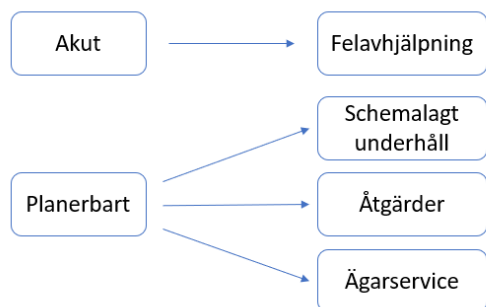 Akut
Felavhjälpning
Schemalagt
underhåll
Planerbart
Åtgärder
Ägarservice